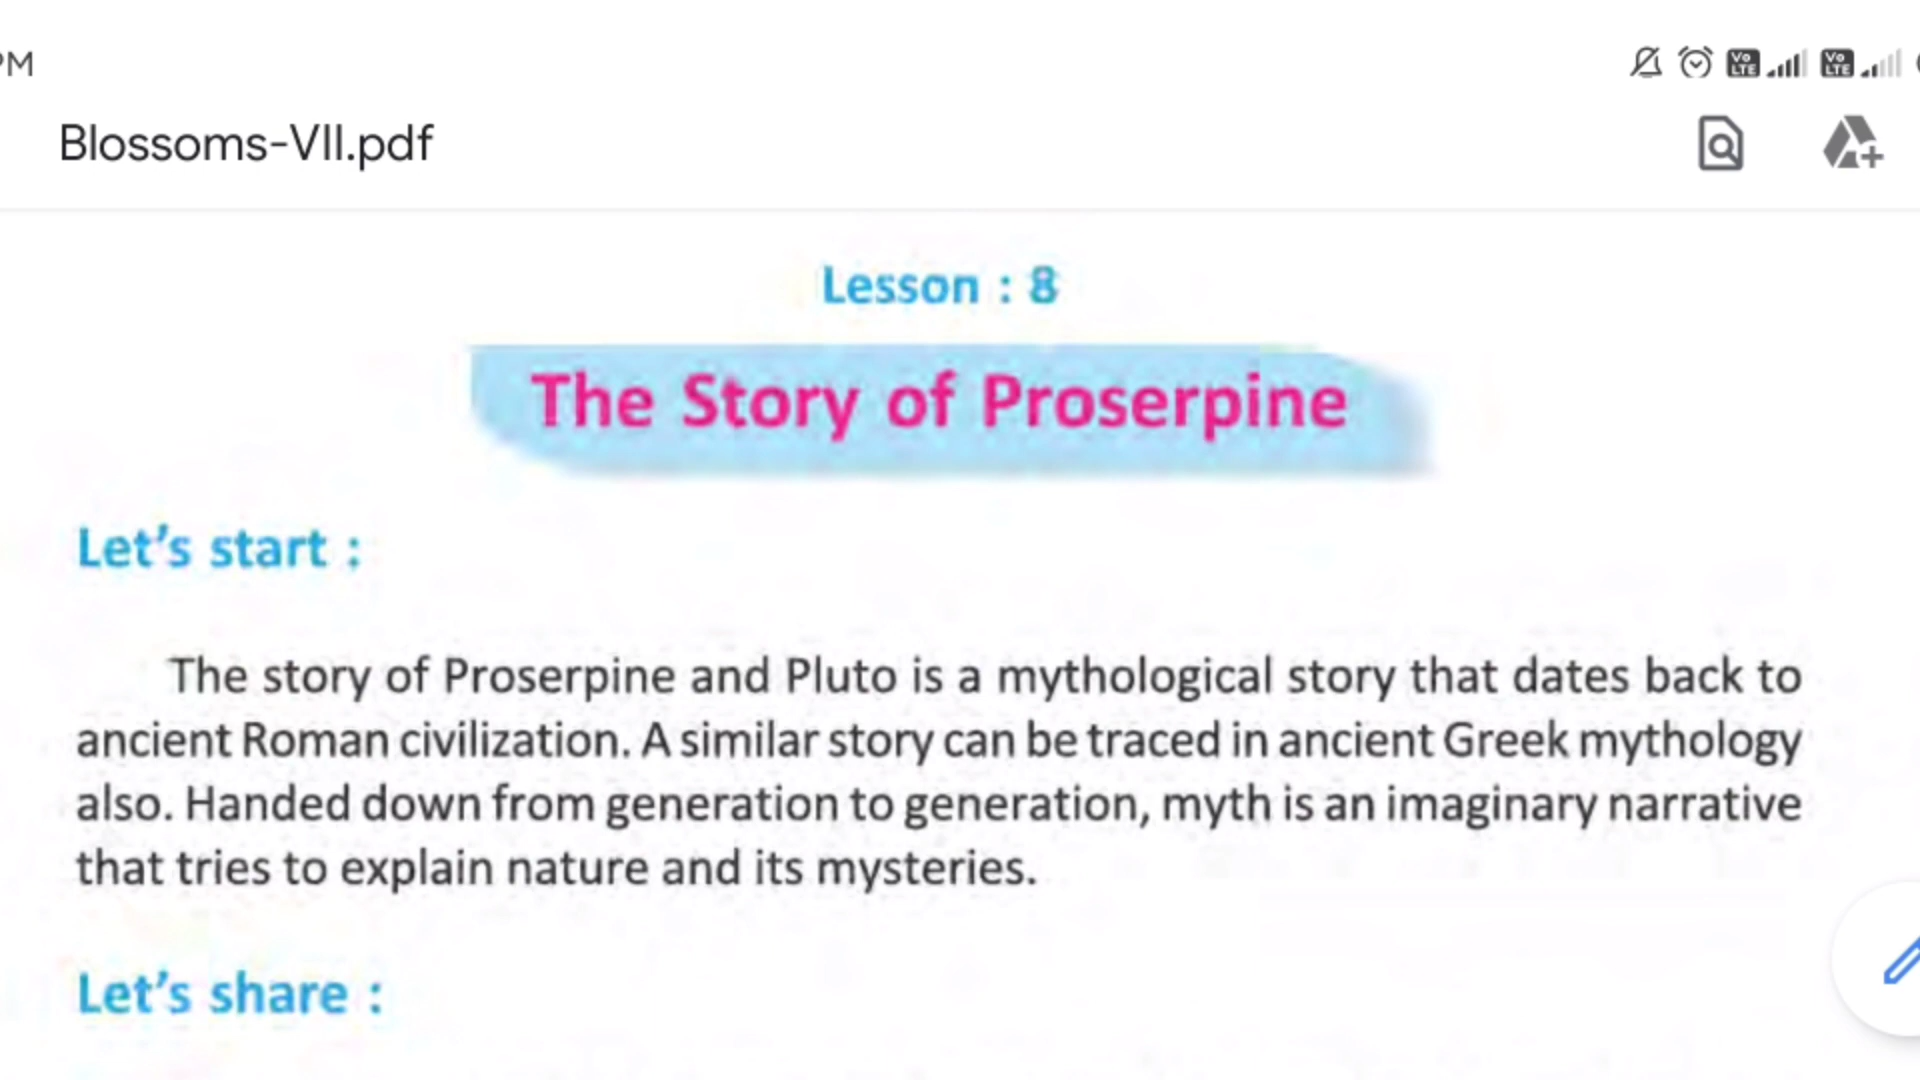 PM
Blossoms-VII.pdf
Lesson : 8
The Story of Proserpine
Let's start :
The story of Proserpine and Pluto is a mythological story that dates back to
ancient Roman civilization. A similar story can be traced in ancient Greek mythology
also. Handed down from generation to generation, myth is an imaginary narrative
that tries to explain nature and its mysteries.
Let's share :